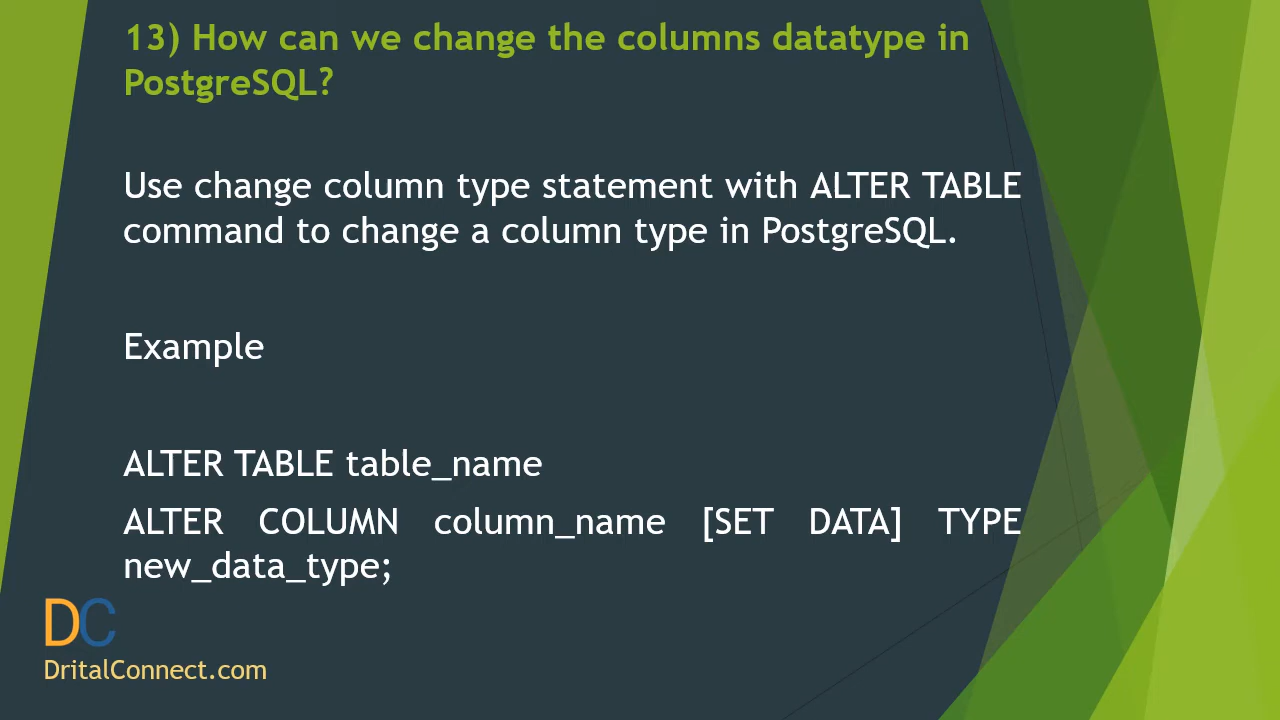 13) How can we change the columns datatype in
PostgreSQL?
Use change column type statement with ALTER TABLE
command to change a column type in PostgreSQL.
Example
ALTER TABLE table_name
ALTER COLUMN column_name [SET DATA] TYPE
new_data_type;
DC
DritalConnect.com